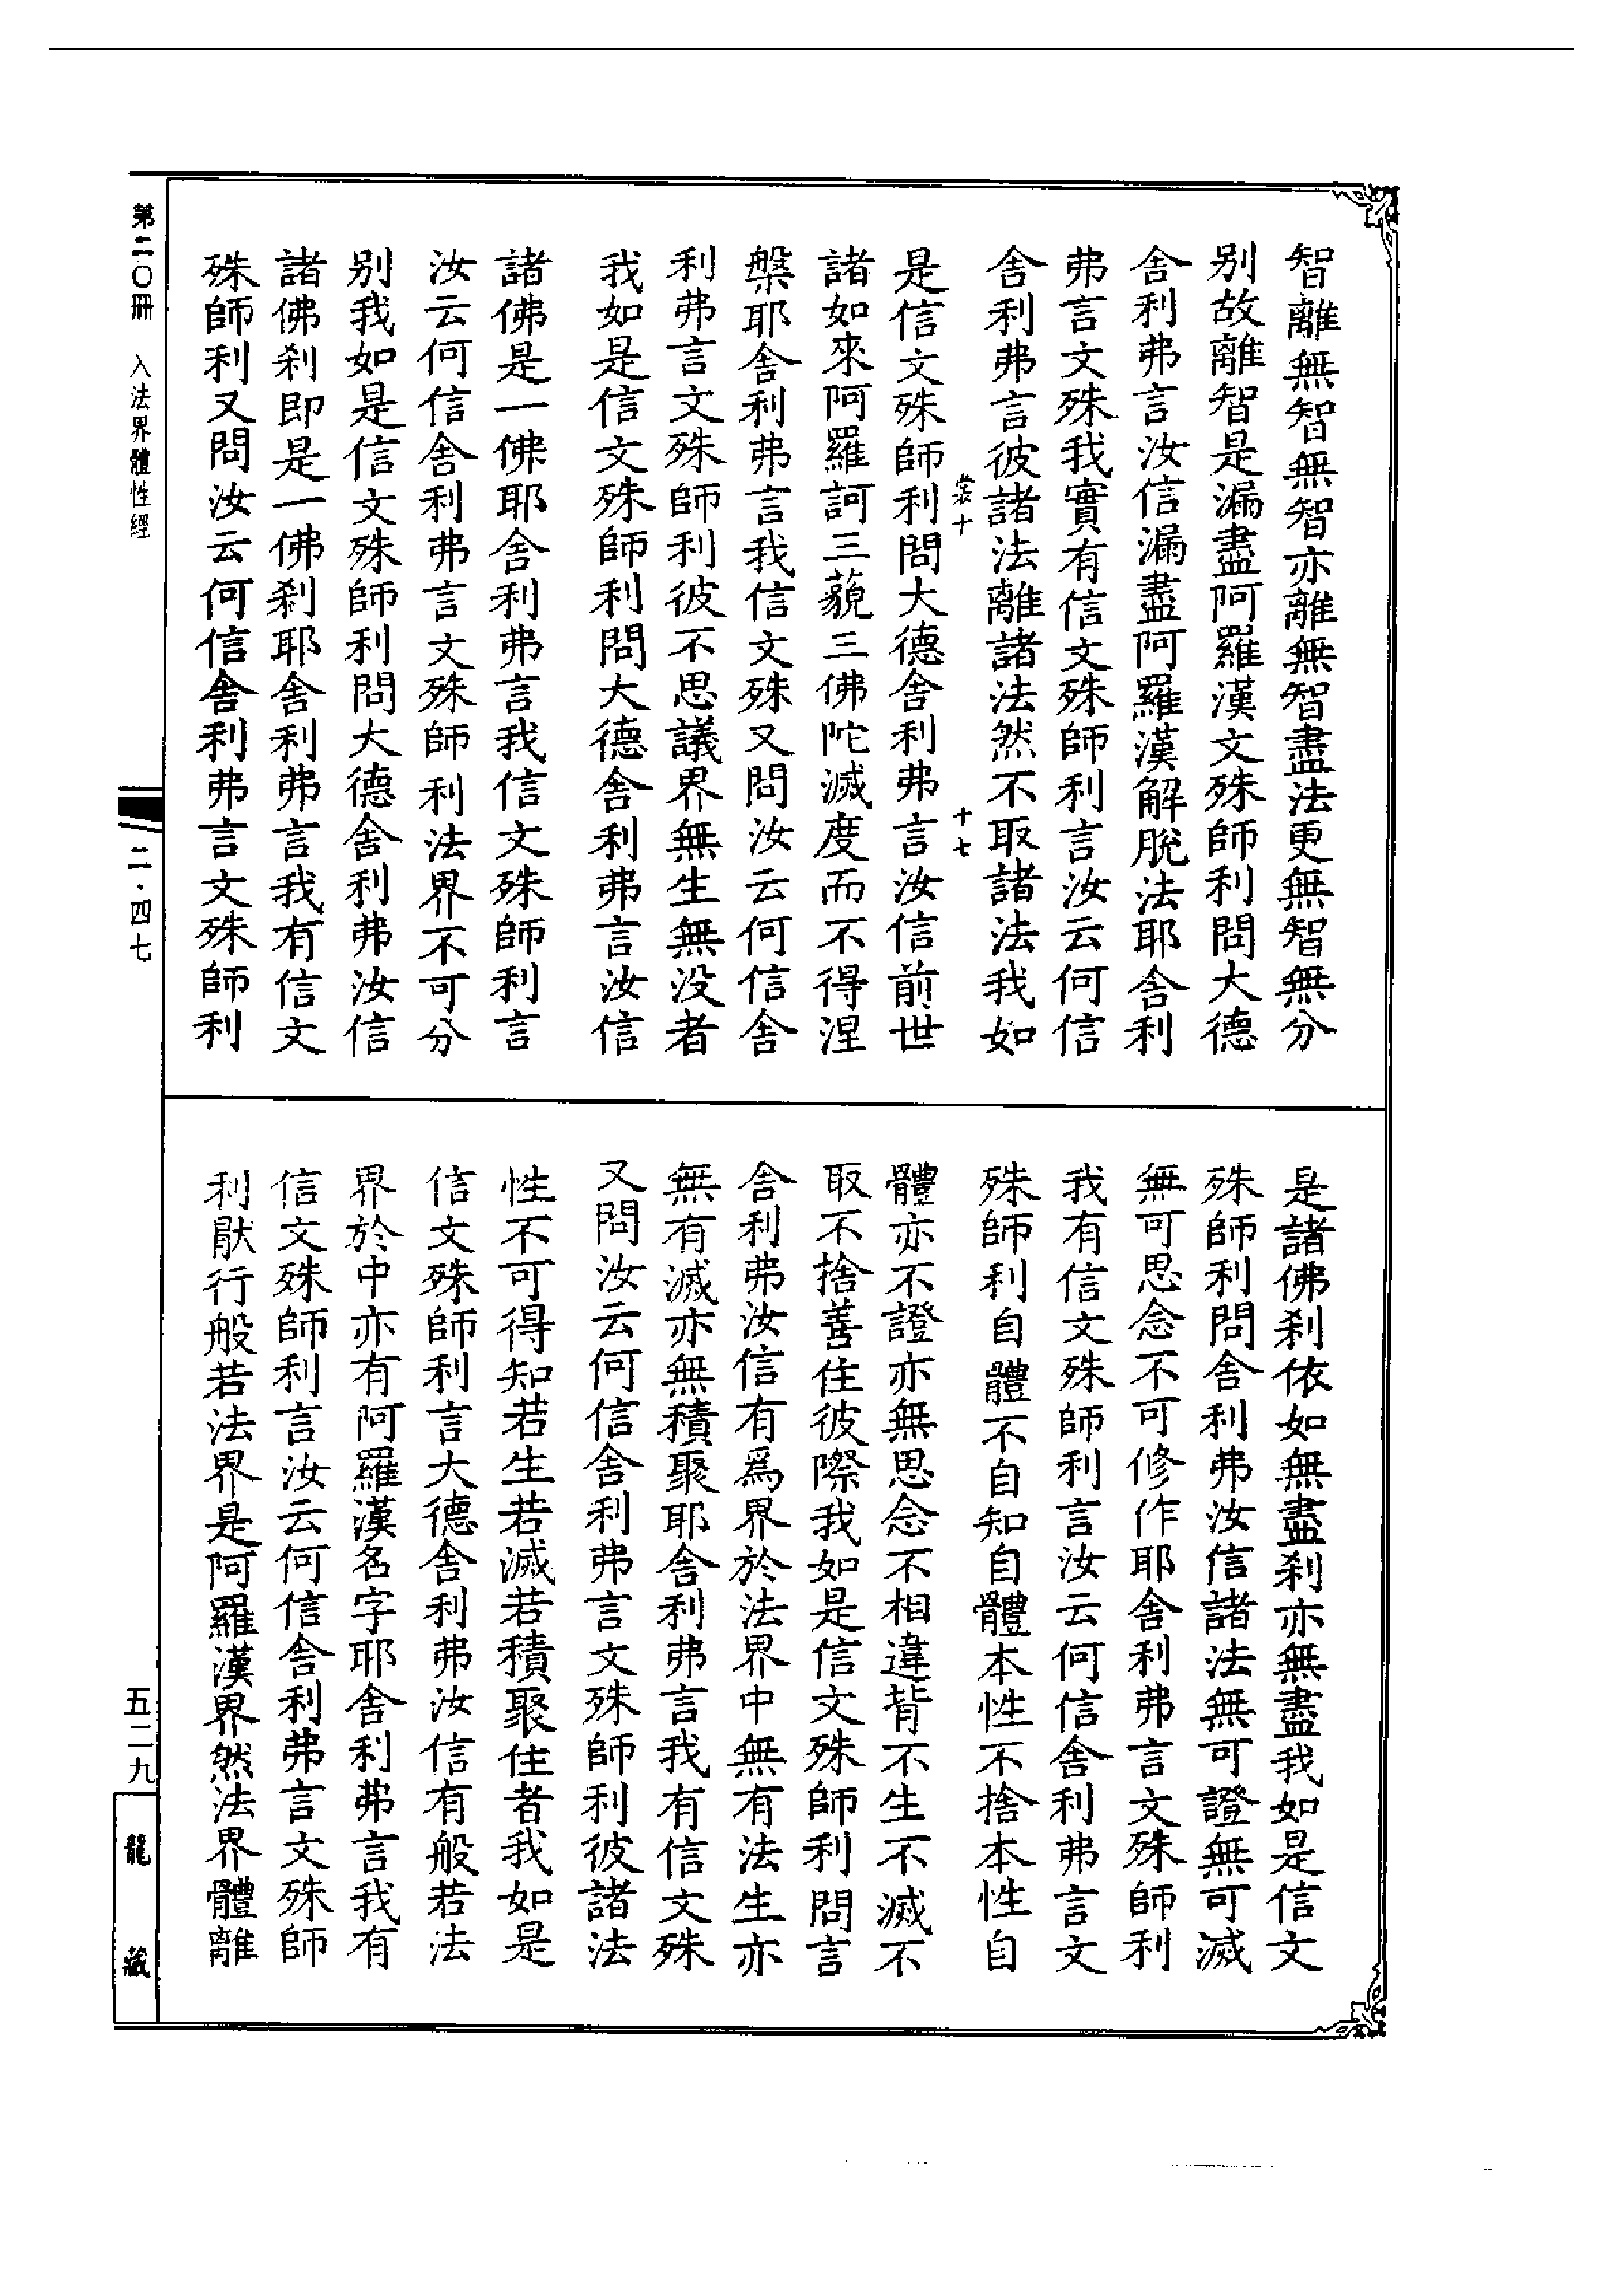 智離無智無智亦離無智盡法更無智無分
别故離智是漏盡阿羅漢文殊師利問大德
舍利弗言汝信漏盡阿羅漢解脫法耶舍利
弗言文殊我實有信文殊師利言汝云何信
舍利弗言彼諸法離諸法然不取諸法我如
裳十 十七
是信文殊師利問大德舍利弗言汝信前世
諸如來阿羅訶三藐三佛陀滅度而不得涅
槃耶舍利弗言我信文殊又問汝云何信舍
利弗言文殊師利彼不思議界無生無没者
我如是信文殊師利問大德舍利弗言汝信
諸佛是一佛耶舍利弗言我信文殊師利言
汝云何信舍利弗言文殊師利法界不可分
别我如是信文殊師利問大德舍利弗汝信
諸佛刹即是一佛刹耶舍利弗言我有信文
殊師利又問汝云何信舍利弗言文殊師利
是諸佛刹依如無盡刹亦無盡我如是信文
殊師利問舍利弗汝信諸法無可證無可滅
無可思念不可修作耶舍利弗言文殊師利
我有信文殊師利言汝云何信舍利弗言文
殊師利自體不自知自體本性不捨本性自
體亦不證亦無思念不相違背不生不滅不
取不捨善住彼際我如是信文殊師利問言
舍利弗汝信有爲界於法界中無有法生亦
無有滅亦無積聚耶舍利弗言我有信文殊
又問汝云何信舍利弗言文殊師利彼諸法
性不可得知若生若滅若積聚住者我如是
信文殊師利言大德舍利弗汝信有般若法
界於中亦有阿羅漢名字耶舍利弗言我有
信文殊師利言汝云何信舍利弗言文殊師
利猒行般若法界是阿羅漢界然法界體離
第二〇冊 入法界體性經
二·四七
五二九
龍藏